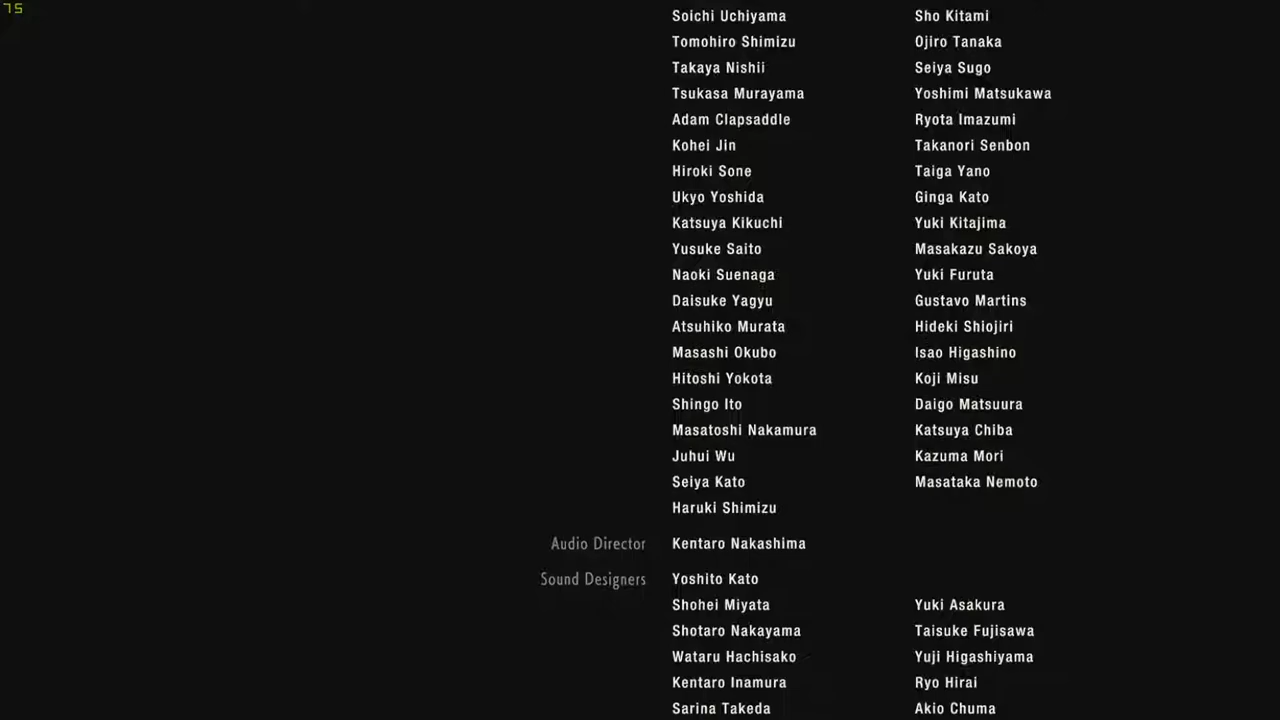 75
Soichi Uchiyama Sho Kitami
Tomohiro Shimizu Ojiro Tanaka
Takaya Nishii Seiya Sugo
Tsukasa Murayama Yoshimi Matsukawa
Adam Clapsaddle Ryota Imazumi
Kohei Jin Takanori Senbon
Hiroki Sone Taiga Yano
Ukyo Yoshida Ginga Kato
Katsuya Kikuchi Yuki Kitajima
Yusuke Saito Masakazu Sakoya
Naoki Suenaga Yuki Furuta
Daisuke Yagyu Gustavo Martins
Atsuhiko Murata Hideki Shiojiri
Masashi Okubo Isao Higashino
Hitoshi Yokota Koji Misu
Shingo Ito Daigo Matsuura
Masatoshi Nakamura Katsuya Chiba
Juhui Wu Kazuma Mori
Seiya Kato Masataka Nemoto
Haruki Shimizu
Audio Director Kentaro Nakashima
Sound Designers Yoshito Kato
Shohei Miyata Yuki Asakura
Shotaro Nakayama Taisuke Fujisawa
Wataru Hachisako Yuji Higashiyama
Kentaro Inamura Ryo Hirai
Sarina Takeda Akio Chuma